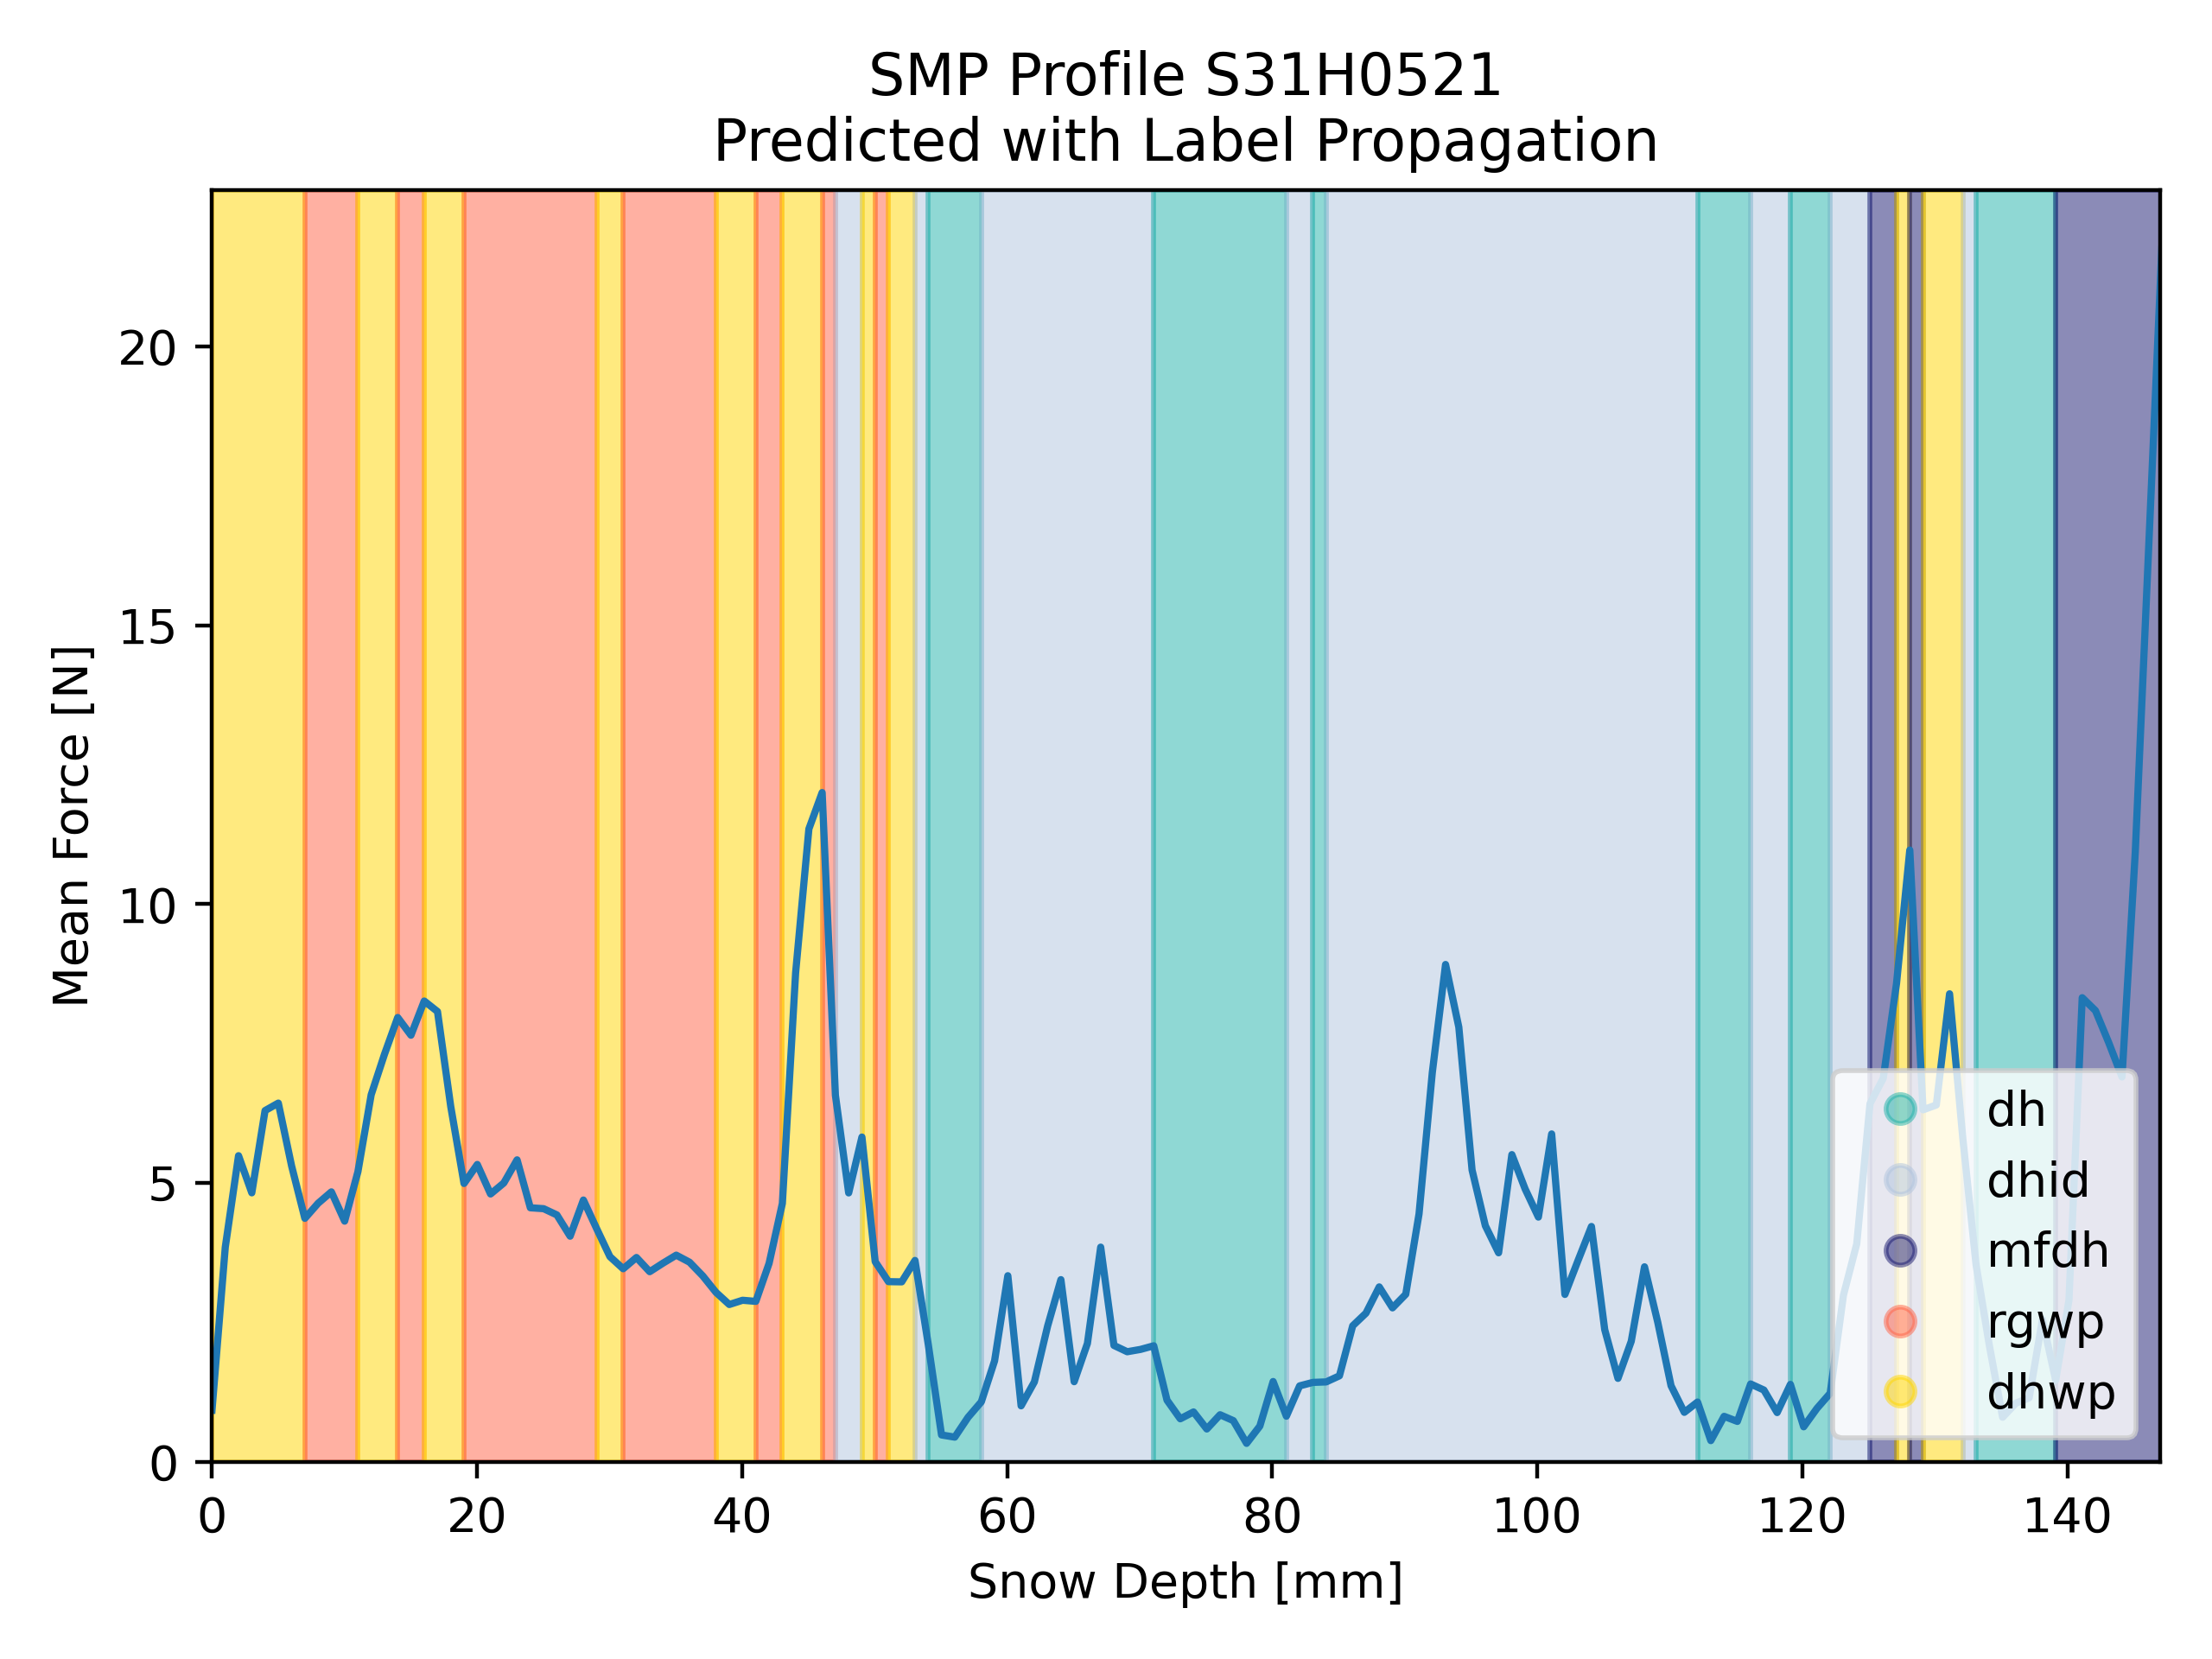 SMP Profile S31H0521
Predicted with Label Propagation
Mean Force [N]
20
15
10
5
0
dh
dhid
mfdh
rgwp
dhwp
0 20 40 60 80 100 120 140
Snow Depth [mm]